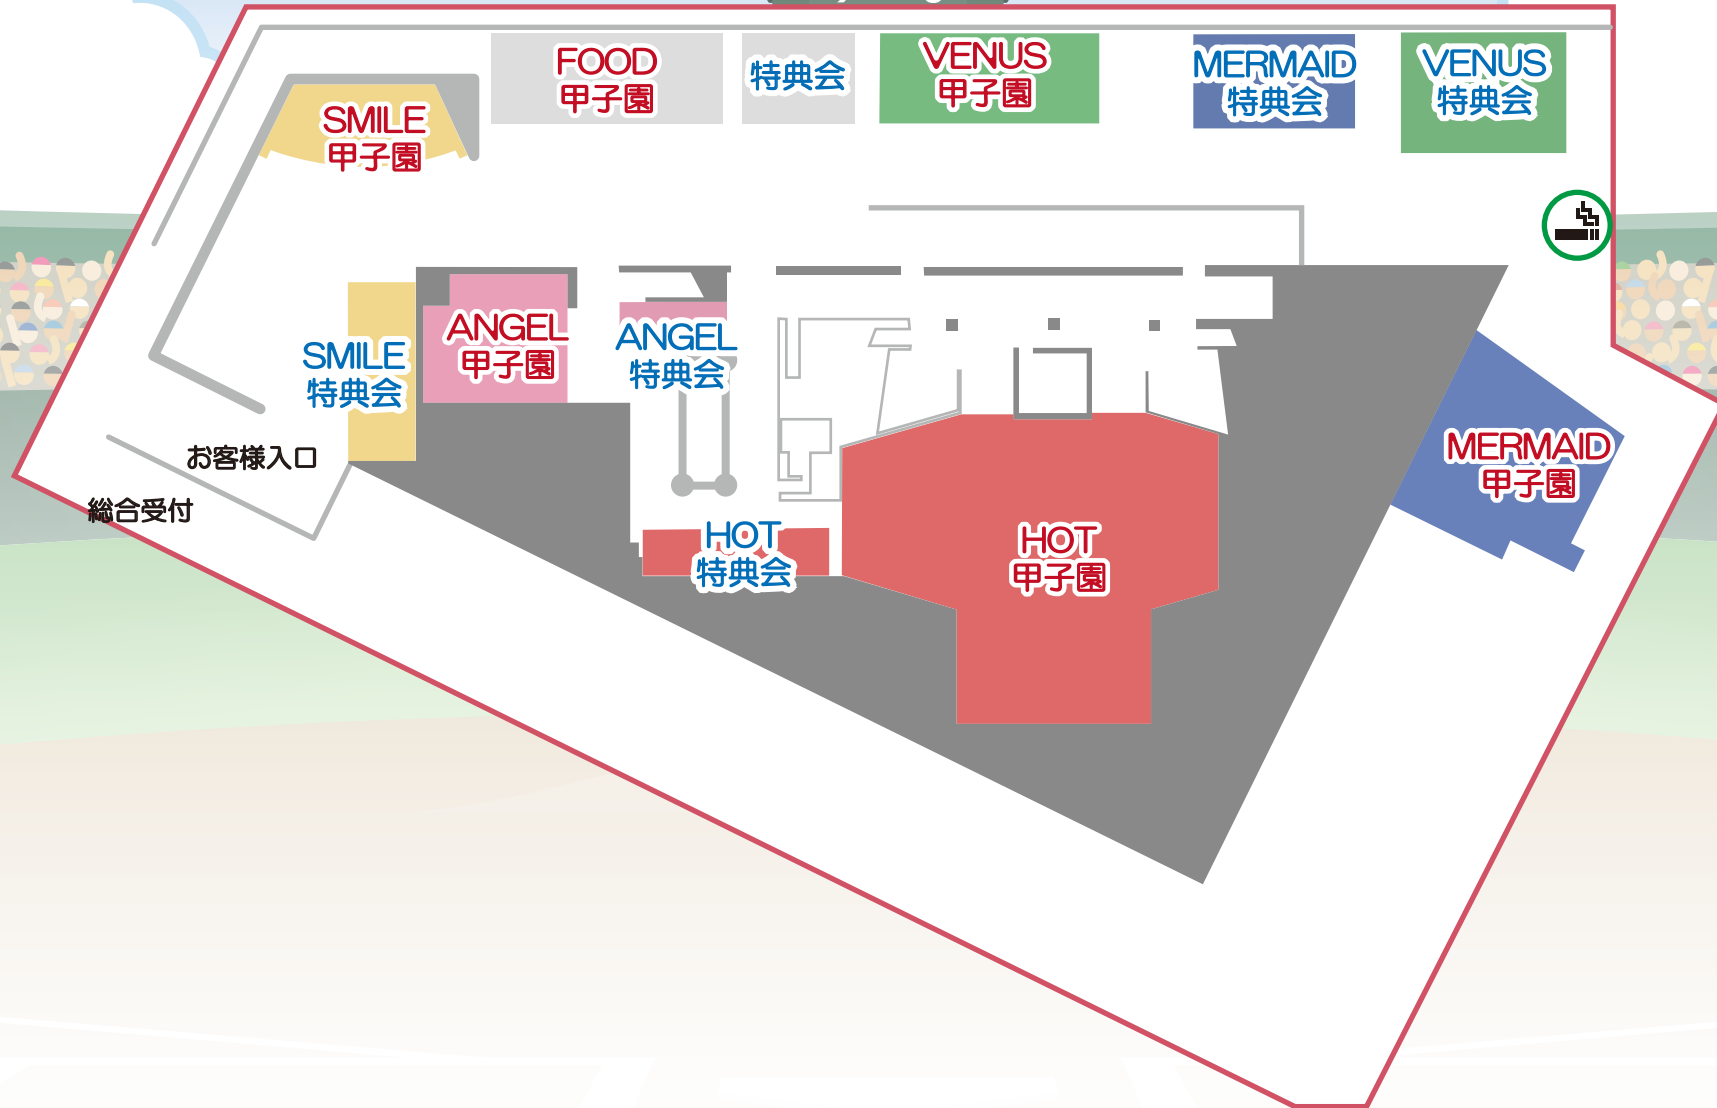 FOOD
甲子園
特典会
VENUS
甲子園
MERMAID
特典会
VENUS
特典会
SMILE
甲子園
SMILE
特典会
ANGEL
甲子園
ANGEL
特典会
お客様入口
総合受付
HOT
特典会
HOT
甲子園
MERMAID
甲子園